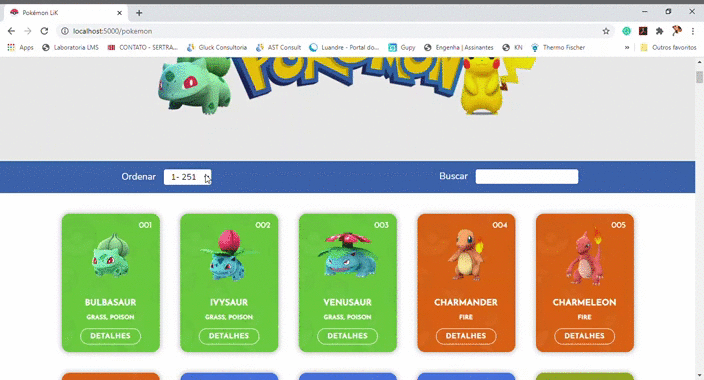 Pokémon LiK
localhost:5000/pokemon
Apps Laboratoria LMS CONTATO - SERTRA... Gluck Consultoria AST Consult Luandre - Portal do... Gupy Engenha | Assinantes KN Thermo Fischer » Outros favoritos
POKÉMON
Ordenar 1- 251 Buscar
001 002 003 004 005
BULBASAUR IVYSAUR VENUSAUR CHARMANDER CHARMELEON
GRASS, POISON GRASS, POISON GRASS, POISON FIRE FIRE
DETALHES DETALHES DETALHES DETALHES DETALHES